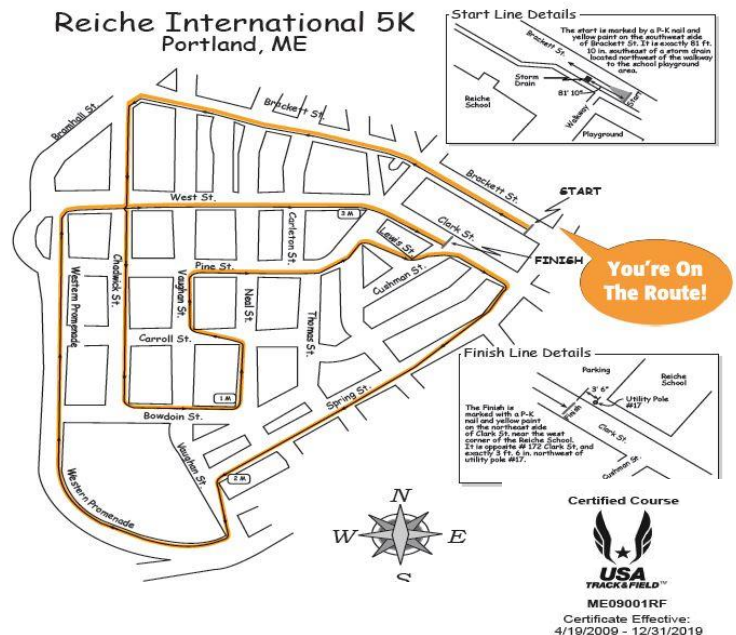 Reiche International 5K
Portland, ME
Start Line Details
The start is marked by a P-K nail and
yellow paint on the southwest side
of Brackett St. It is exactly 81 ft.
10 in. southeast of a storm drain
located northwest of the walkway
to the school playground
area.
Brackett St.
Storm
Drain
81' 10"
Start
Reiche
School
Walkway
Playground
Bramhall St.
Brackett St.
Brackett St.
START
West St.
3 M
Clark St.
Carleton St.
Lewis St
FINISH
You're On
The Route!
Pine St.
Cushman St.
Western Promenade
Chadwick St.
Vaughan St.
Neal St.
Thomas St.
Carroll St.
1 M
Bowdoin St.
Spring St.
Vaughan St
2 M
Western Promenade
Finish Line Details
Parking
Reiche
School
3' 6"
Utility Pole
#17
Finish
The Finish is
marked with a P-K
nail and yellow paint
on the northeast side
of Clark St. near the west
corner of the Reiche School.
It is opposite # 172 Clark St, and
exactly 3 ft. 6 in. northwest of
utility pole #17.
Clark St.
Cushman St.
N
W
E
S
Certified Course
USA
TRACK&FIELD™
ME09001RF
Certificate Effective:
4/19/2009 - 12/31/2019